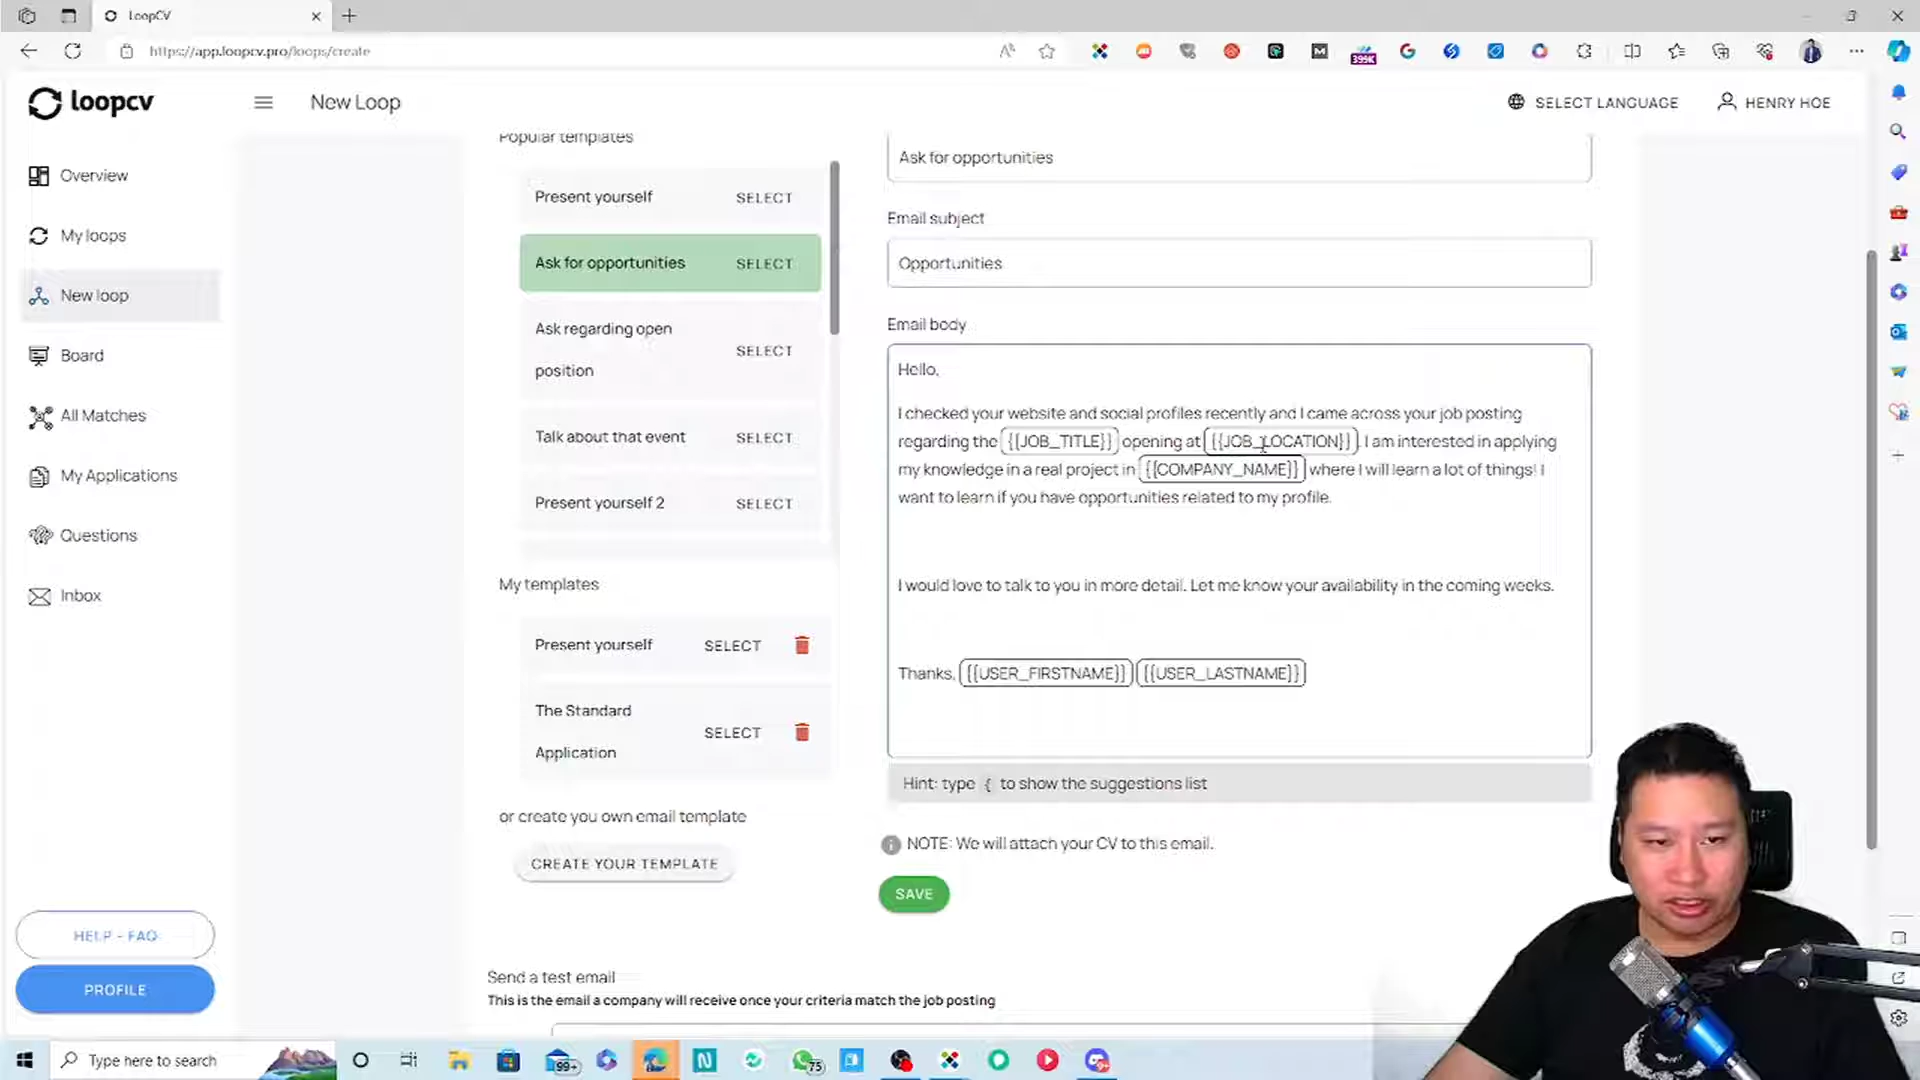 LoopCV
https://app.loopcv.pro/loops/create
399K
loopcv
New Loop
SELECT LANGUAGE
HENRY HOE
Overview
My loops
New loop
Board
All Matches
My Applications
Questions
Inbox
HELP - FAQ
PROFILE
Popular templates
Present yourself SELECT
Ask for opportunities SELECT
Ask regarding open
position
SELECT
Talk about that event SELECT
Present yourself 2 SELECT
My templates
Present yourself SELECT
The Standard
Application
SELECT
or create you own email template
CREATE YOUR TEMPLATE
Ask for opportunities
Email subject
Opportunities
Email body
Hello,
I checked your website and social profiles recently and I came across your job posting
regarding the {{JOB_TITLE}} opening at {{JOB_LOCATION}}. I am interested in applying
my knowledge in a real project in {{COMPANY_NAME}} where I will learn a lot of things! I
want to learn if you have opportunities related to my profile.
I would love to talk to you in more detail. Let me know your availability in the coming weeks.
Thanks, {{USER_FIRSTNAME}} {{USER_LASTNAME}}
Hint: type { to show the suggestions list
NOTE: We will attach your CV to this email.
SAVE
Send a test email
This is the email a company will receive once your criteria match the job posting
Type here to search
99+
75